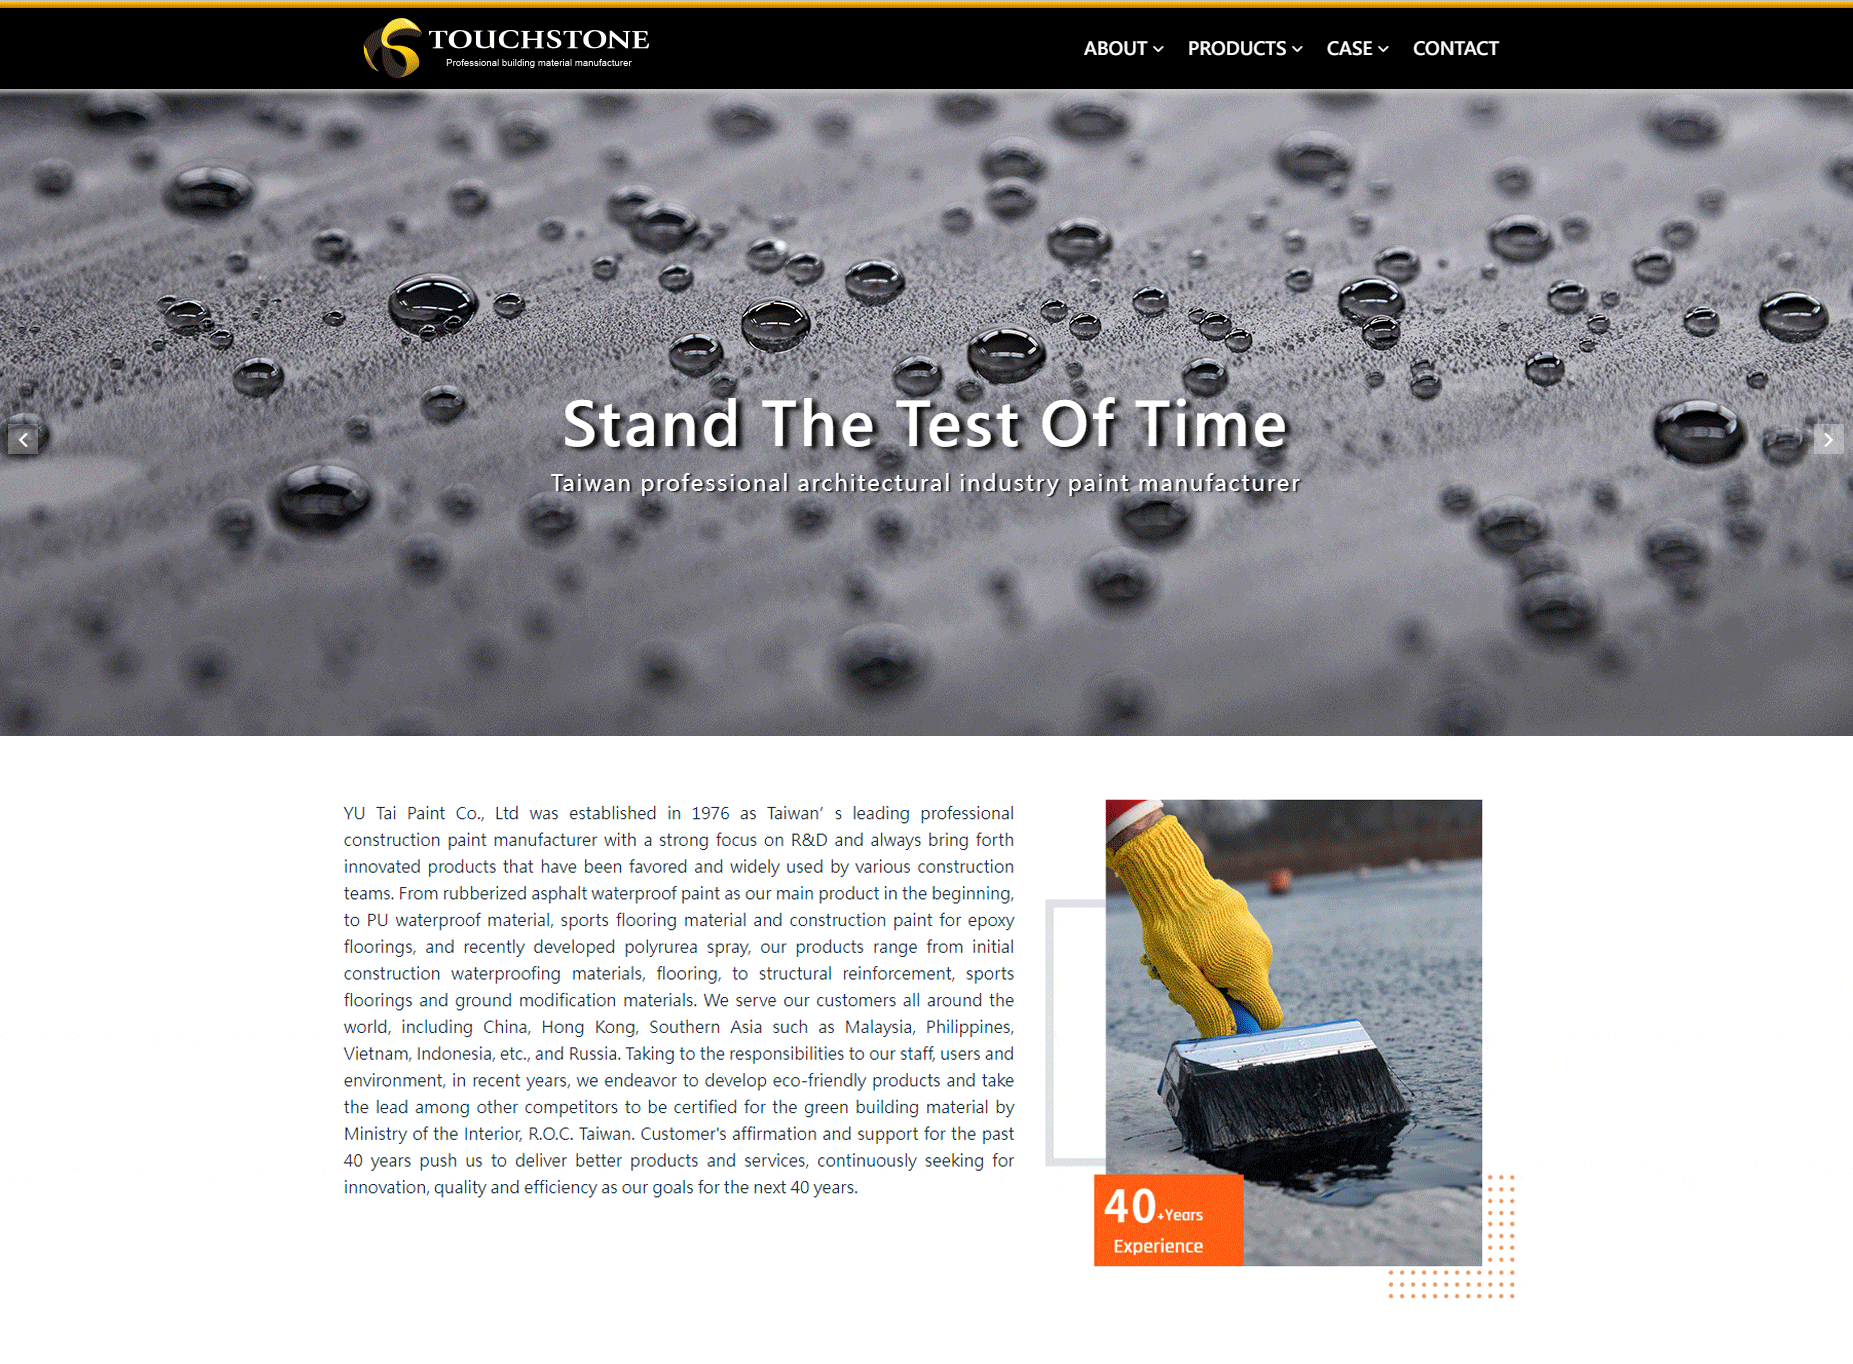 TOUCHSTONE
Professional building material manufacturer
ABOUT PRODUCTS CASE CONTACT
Stand The Test Of Time
Taiwan professional architectural industry paint manufacturer
YU Tai Paint Co., Ltd was established in 1976 as Taiwan’ s leading professional
construction paint manufacturer with a strong focus on R&D and always bring forth
innovated products that have been favored and widely used by various construction
teams. From rubberized asphalt waterproof paint as our main product in the beginning,
to PU waterproof material, sports flooring material and construction paint for epoxy
floorings, and recently developed polyrurea spray, our products range from initial
construction waterproofing materials, flooring, to structural reinforcement, sports
floorings and ground modification materials. We serve our customers all around the
world, including China, Hong Kong, Southern Asia such as Malaysia, Philippines,
Vietnam, Indonesia, etc., and Russia. Taking to the responsibilities to our staff, users and
environment, in recent years, we endeavor to develop eco-friendly products and take
the lead among other competitors to be certified for the green building material by
Ministry of the Interior, R.O.C. Taiwan. Customer's affirmation and support for the past
40 years push us to deliver better products and services, continuously seeking for
innovation, quality and efficiency as our goals for the next 40 years.
40+Years
Experience